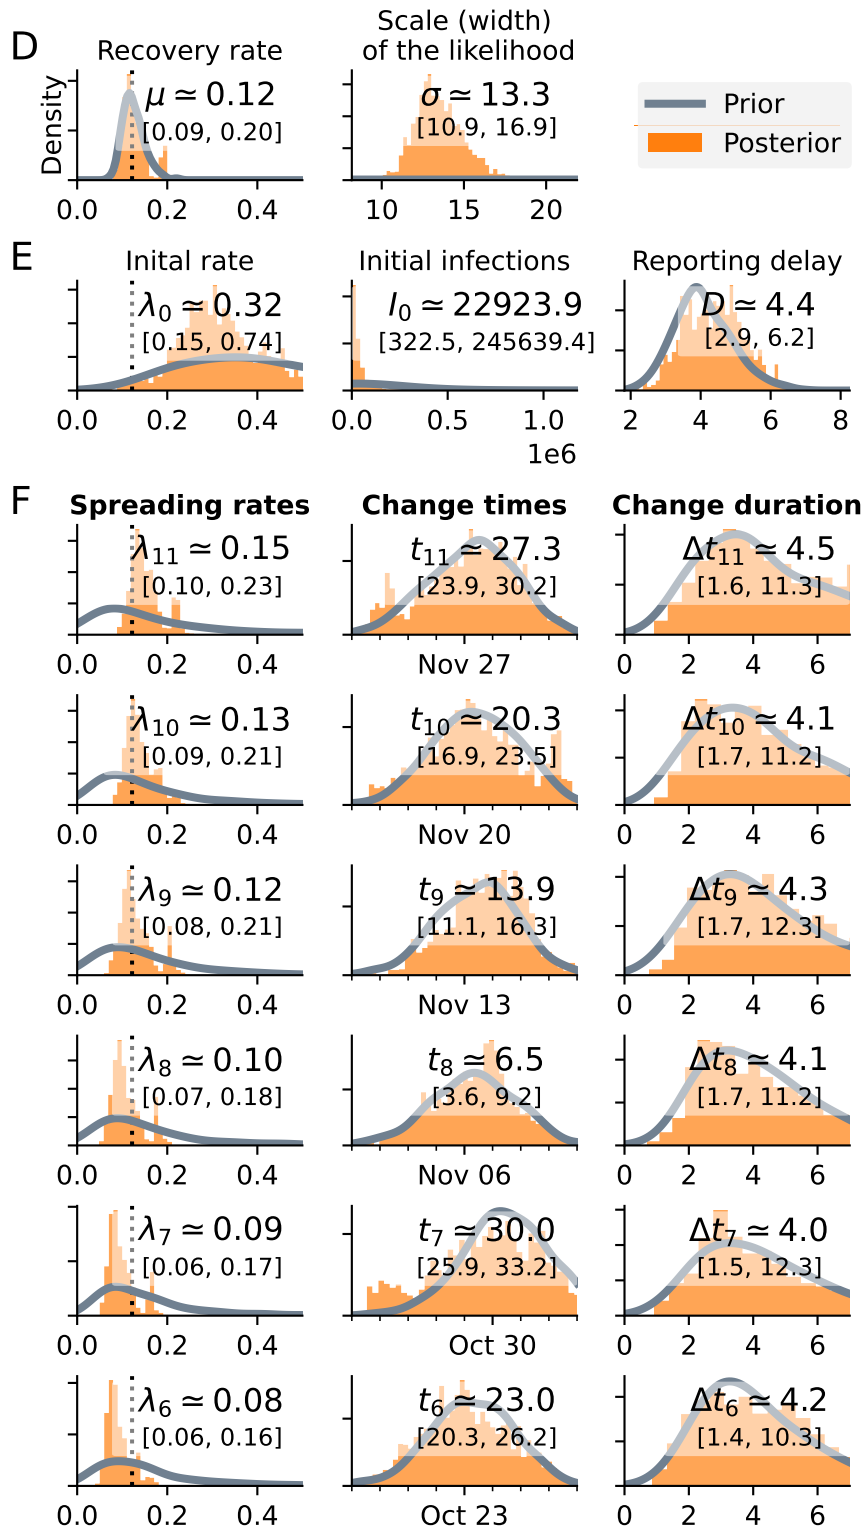 D
Recovery rate
Scale (width)
of the likelihood
Density
μ ≃ 0.12
[0.09, 0.20]
σ ≃ 13.3
[10.9, 16.9]
Prior
Posterior
0.0 0.2 0.4
10 15 20
E
Inital rate
Initial infections
Reporting delay
λ0 ≃ 0.32
[0.15, 0.74]
I0 ≃ 22923.9
[322.5, 245639.4]
D ≃ 4.4
[2.9, 6.2]
0.0 0.2 0.4
0.0 0.5 1.0
1e6
2 4 6 8
F
Spreading rates
Change times
Change duration
λ11 ≃ 0.15
[0.10, 0.23]
t11 ≃ 27.3
[23.9, 30.2]
Δt11 ≃ 4.5
[1.6, 11.3]
0.0 0.2 0.4
Nov 27
0 2 4 6
λ10 ≃ 0.13
[0.09, 0.21]
t10 ≃ 20.3
[16.9, 23.5]
Δt10 ≃ 4.1
[1.7, 11.2]
0.0 0.2 0.4
Nov 20
0 2 4 6
λ9 ≃ 0.12
[0.08, 0.21]
t9 ≃ 13.9
[11.1, 16.3]
Δt9 ≃ 4.3
[1.7, 12.3]
0.0 0.2 0.4
Nov 13
0 2 4 6
λ8 ≃ 0.10
[0.07, 0.18]
t8 ≃ 6.5
[3.6, 9.2]
Δt8 ≃ 4.1
[1.7, 11.2]
0.0 0.2 0.4
Nov 06
0 2 4 6
λ7 ≃ 0.09
[0.06, 0.17]
t7 ≃ 30.0
[25.9, 33.2]
Δt7 ≃ 4.0
[1.5, 12.3]
0.0 0.2 0.4
Oct 30
0 2 4 6
λ6 ≃ 0.08
[0.06, 0.16]
t6 ≃ 23.0
[20.3, 26.2]
Δt6 ≃ 4.2
[1.4, 10.3]
0.0 0.2 0.4
Oct 23
0 2 4 6